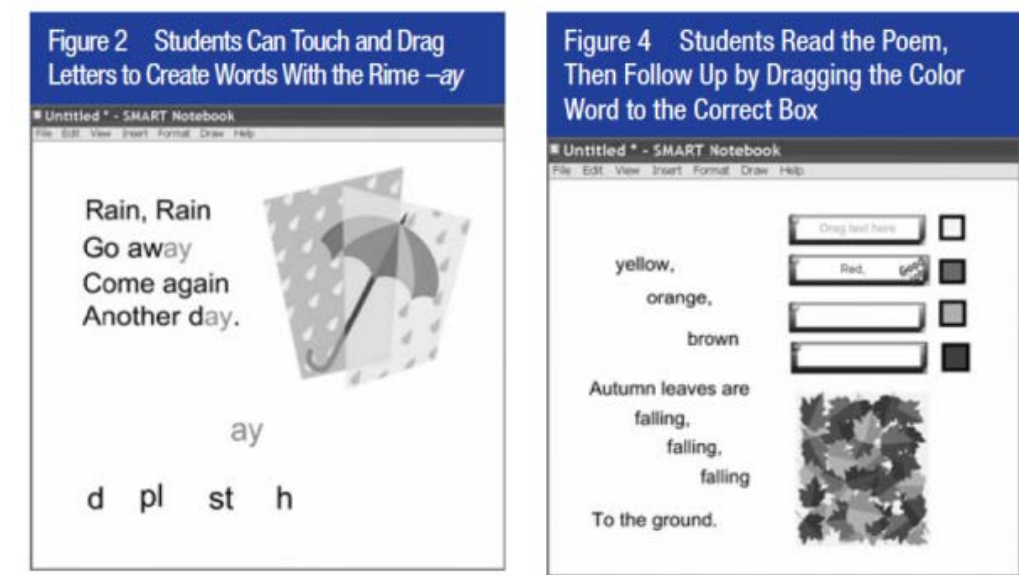 Figure 2 Students Can Touch and Drag
Letters to Create Words With the Rime –ay
Untitled * - SMART Notebook
File Edit View Insert Format Draw Help
Rain, Rain
Go away
Come again
Another day.
ay
d pl st h
Figure 4 Students Read the Poem,
Then Follow Up by Dragging the Color
Word to the Correct Box
Untitled * - SMART Notebook
File Edit View Insert Format Draw Help
Drag text here
Red,
yellow,
orange,
brown
Autumn leaves are
falling,
falling,
falling
To the ground.